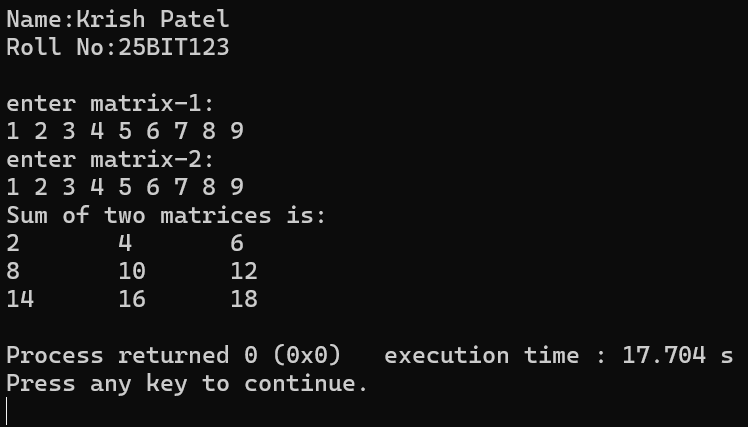 Name:Krish Patel
Roll No:25BIT123
enter matrix-1:
1 2 3 4 5 6 7 8 9
enter matrix-2:
1 2 3 4 5 6 7 8 9
Sum of two matrices is:
2       4       6
8       10      12
14      16      18
Process returned 0 (0x0)   execution time : 17.704 s
Press any key to continue.